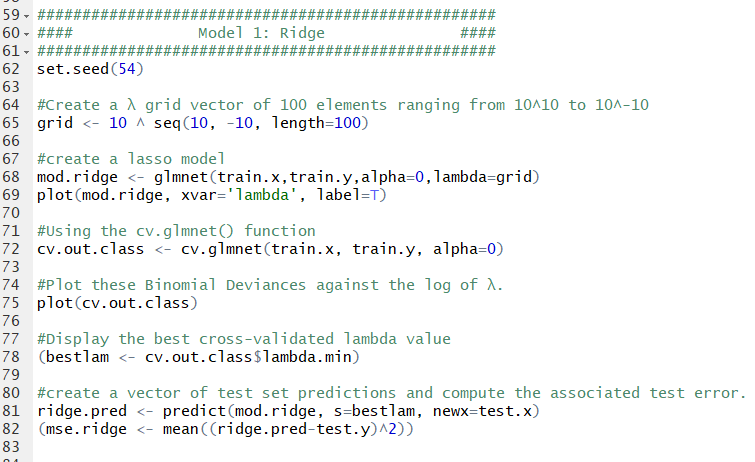 59 ###################################################
60 ####              Model 1: Ridge               ####
61 ###################################################
62 set.seed(54)
63
64 #Create a λ grid vector of 100 elements ranging from 10^10 to 10^-10
65 grid <- 10 ^ seq(10, -10, length=100)
66
67 #create a lasso model
68 mod.ridge <- glmnet(train.x,train.y,alpha=0,lambda=grid)
69 plot(mod.ridge, xvar='lambda', label=T)
70
71 #Using the cv.glmnet() function
72 cv.out.class <- cv.glmnet(train.x, train.y, alpha=0)
73
74 #Plot these Binomial Deviances against the log of λ.
75 plot(cv.out.class)
76
77 #Display the best cross-validated lambda value
78 (bestlam <- cv.out.class$lambda.min)
79
80 #create a vector of test set predictions and compute the associated test error.
81 ridge.pred <- predict(mod.ridge, s=bestlam, newx=test.x)
82 (mse.ridge <- mean((ridge.pred-test.y)^2))
83